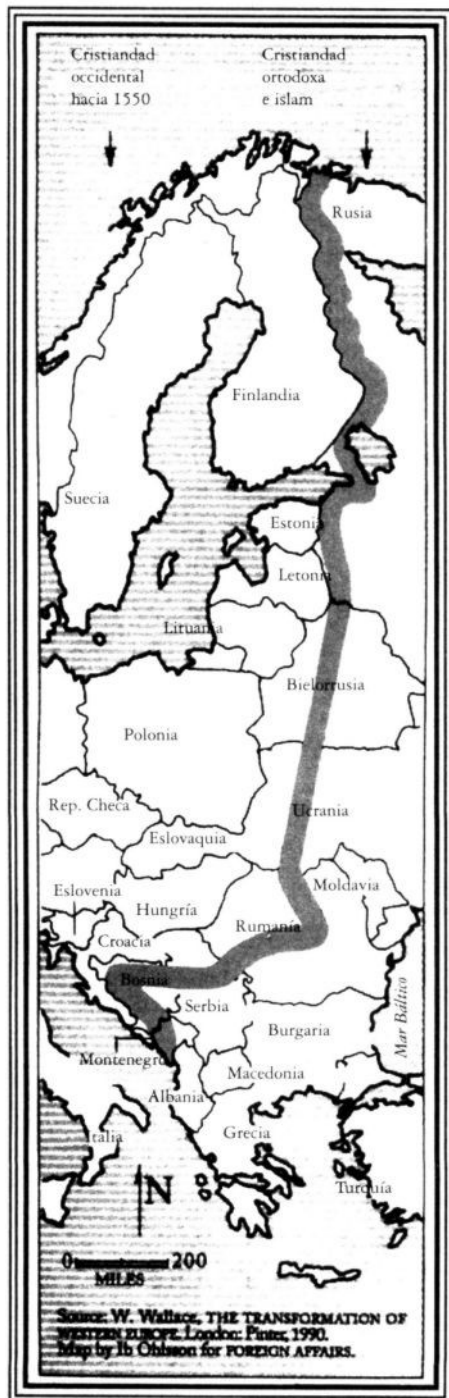 Cristiandad
occidental
hacia 1550
Cristiandad
ortodoxa
e islam
Rusia
Finlandia
Suecia
Estonia
Letonia
Lituania
Bielorrusia
Polonia
Rep. Checa
Ucrania
Eslovaquia
Moldavia
Eslovenia
Hungría
Rumanía
Croacia
Bosnia
Serbia
Mar Báltico
Burgaria
Montenegro
Macedonia
Albania
Italia
Grecia
Turquía
N
0 200
MILES
Source: W. Wallace, THE TRANSFORMATION OF
WESTERN EUROPE. London: Pinter, 1990.
Map by Ib Ohlsson for FOREIGN AFFAIRS.